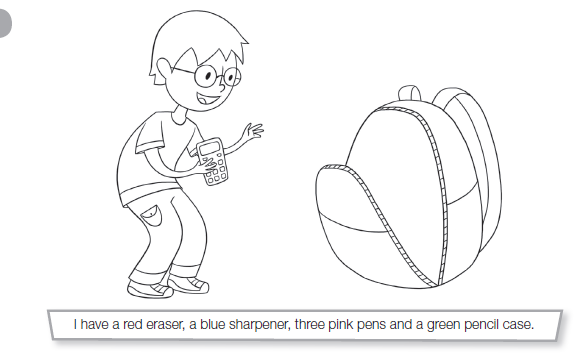 I have a red eraser, a blue sharpener, three pink pens and a green pencil case.